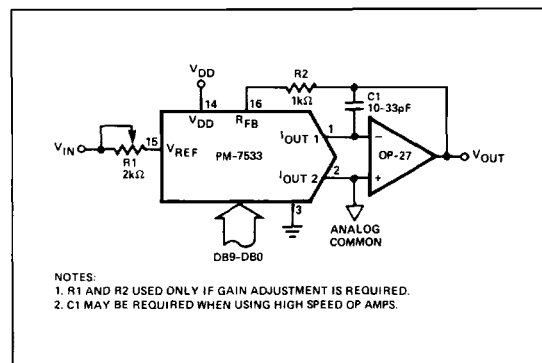 VDD
14
16
R2
1kΩ
C1
10-33pF
VDD
RFB
VIN
R1
2kΩ
15
VREF
PM-7533
IOUT 1
1
IOUT 2
2
3
−
+
OP-27
VOUT
ANALOG
COMMON
DB9-DB0
NOTES:
1. R1 AND R2 USED ONLY IF GAIN ADJUSTMENT IS REQUIRED.
2. C1 MAY BE REQUIRED WHEN USING HIGH SPEED OP AMPS.